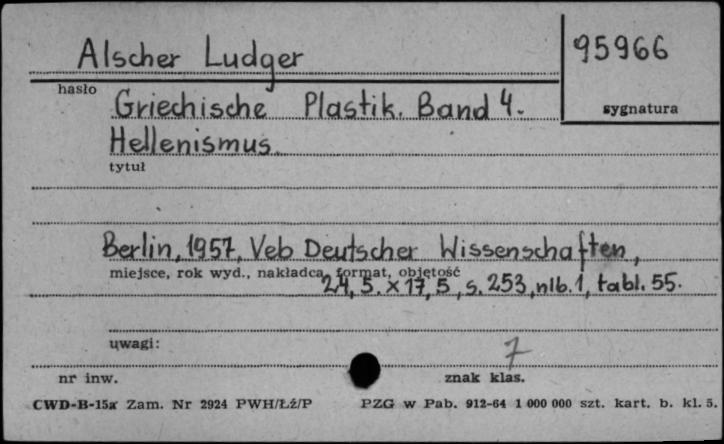 Alscher Ludger
95966
hasło
Griechische Plastik. Band 4.
sygnatura
Hellenismus.
tytuł
Berlin, 1957, Veb Deutscher Wissenschaften,
miejsce, rok wyd., nakładca, format, objętość
24,5. x 17,5, s. 253, nlb. 1, tabl. 55.
uwagi:
7
nr inw.
znak klas.
CWD-B-15a Zam. Nr 2924 PWH/Łź/P
PZG w Pab. 912-64 1 000 000 szt. kart. b. kl. 5.